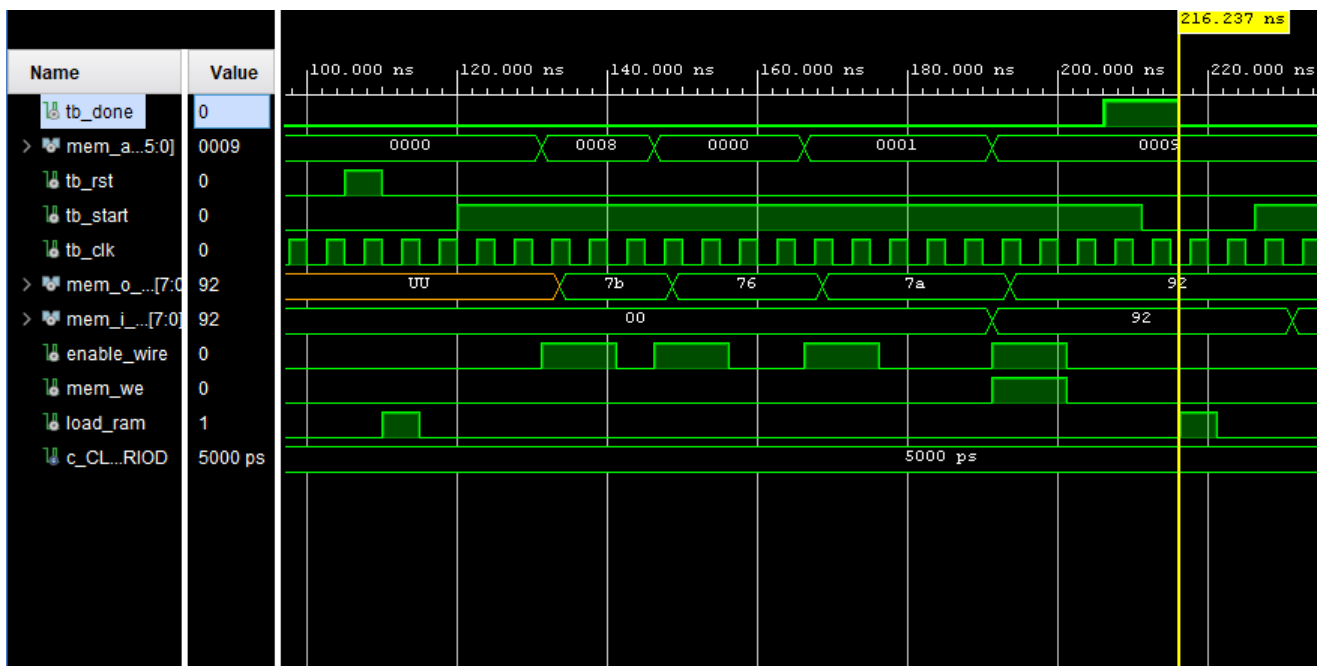 216.237 ns
Name Value
100.000 ns 120.000 ns 140.000 ns 160.000 ns 180.000 ns 200.000 ns 220.000 ns
tb_done 0
mem_a...5:0] 0009 0000 0008 0000 0001 0009
tb_rst 0
tb_start 0
tb_clk 0
mem_o_...[7:0 92 UU 7b 76 7a 92
mem_i_...[7:0] 92 00 92
enable_wire 0
mem_we 0
load_ram 1
c_CL...RIOD 5000 ps 5000 ps